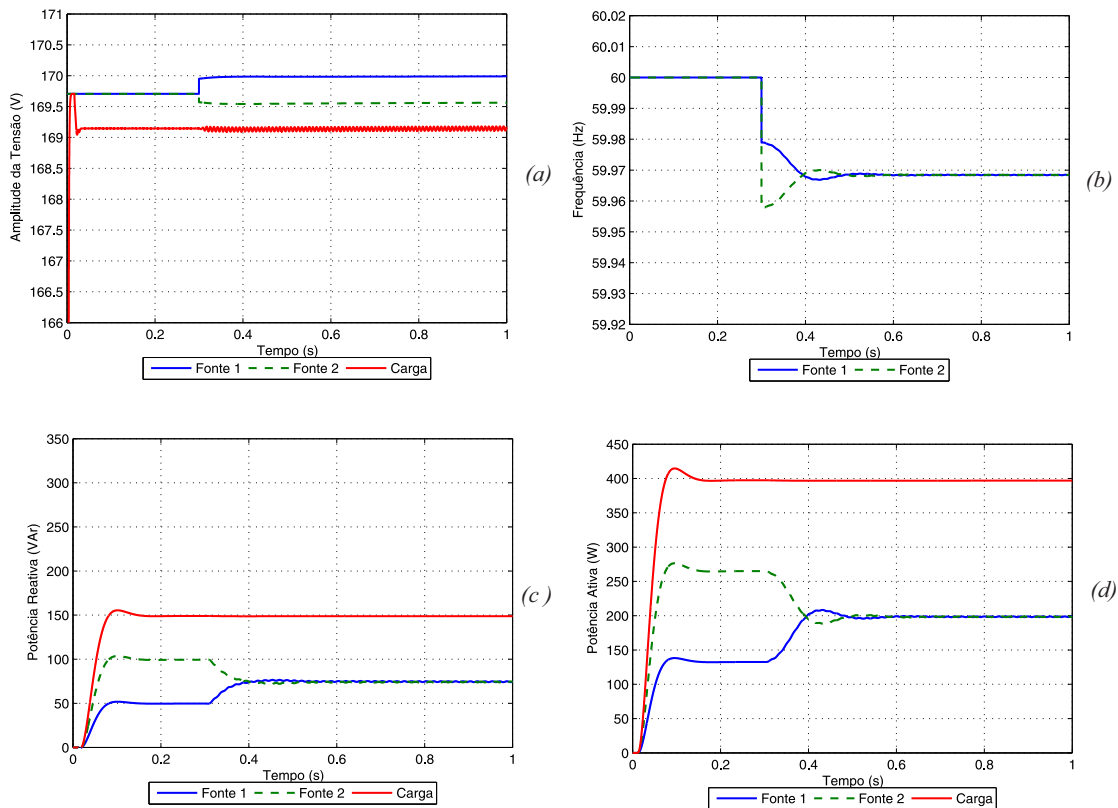 Amplitude da Tensão (V)
171
170.5
170
169.5
169
168.5
168
167.5
167
166.5
166
0
0.2
0.4
0.6
0.8
1
Tempo (s)
Fonte 1
Fonte 2
Carga
(a)
Frequência (Hz)
60.02
60.01
60
59.99
59.98
59.97
59.96
59.95
59.94
59.93
59.92
0
0.2
0.4
0.6
0.8
1
Tempo (s)
Fonte 1
Fonte 2
(b)
Potência Reativa (VAr)
350
300
250
200
150
100
50
0
0
0.2
0.4
0.6
0.8
1
Tempo (s)
Fonte 1
Fonte 2
Carga
(c )
Potência Ativa (W)
450
400
350
300
250
200
150
100
50
0
0
0.2
0.4
0.6
0.8
1
Tempo (s)
Fonte 1
Fonte 2
Carga
(d)